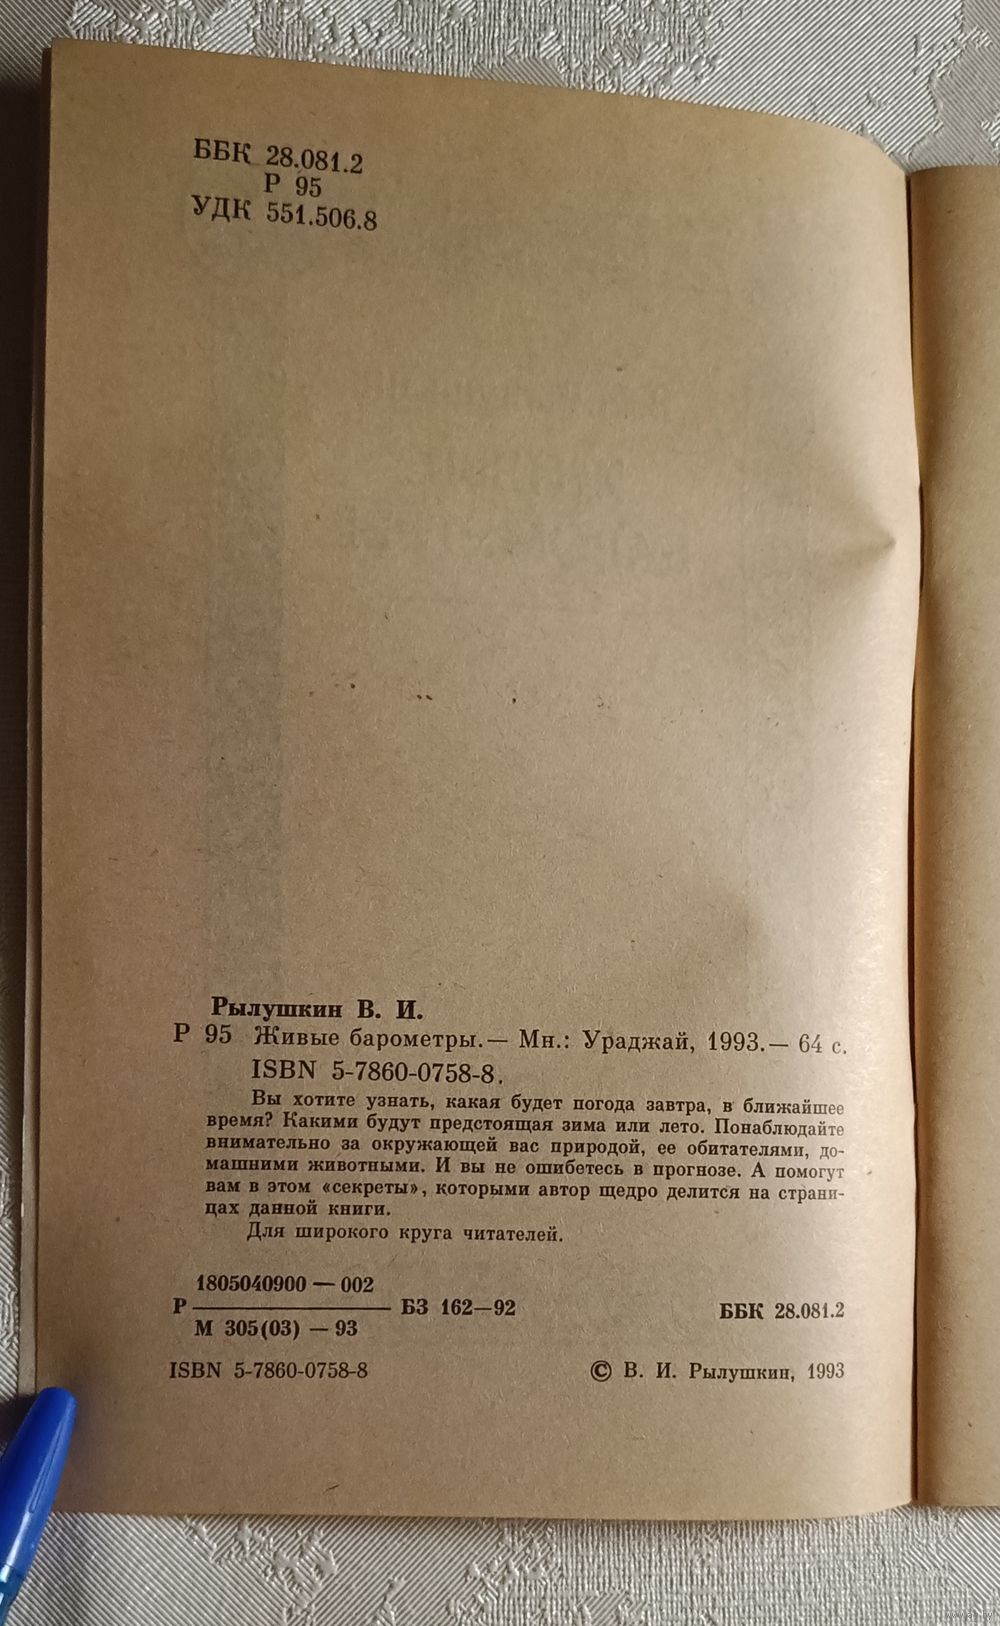 ББК 28.081.2
Р 95
УДК 551.506.8
Рылушкин В. И.
Р 95 Живые барометры.— Мн.: Ураджай, 1993.— 64 с.
ISBN 5-7860-0758-8.
Вы хотите узнать, какая будет погода завтра, в ближайшее
время? Какими будут предстоящая зима или лето. Понаблюдайте
внимательно за окружающей вас природой, ее обитателями, до-
машними животными. И вы не ошибетесь в прогнозе. А помогут
вам в этом «секреты», которыми автор щедро делится на страни-
цах данной книги.
Для широкого круга читателей.
1805040900 — 002
Р ———— БЗ 162—92
М 305(03) — 93
ББК 28.081.2
ISBN 5-7860-0758-8
© В. И. Рылушкин, 1993